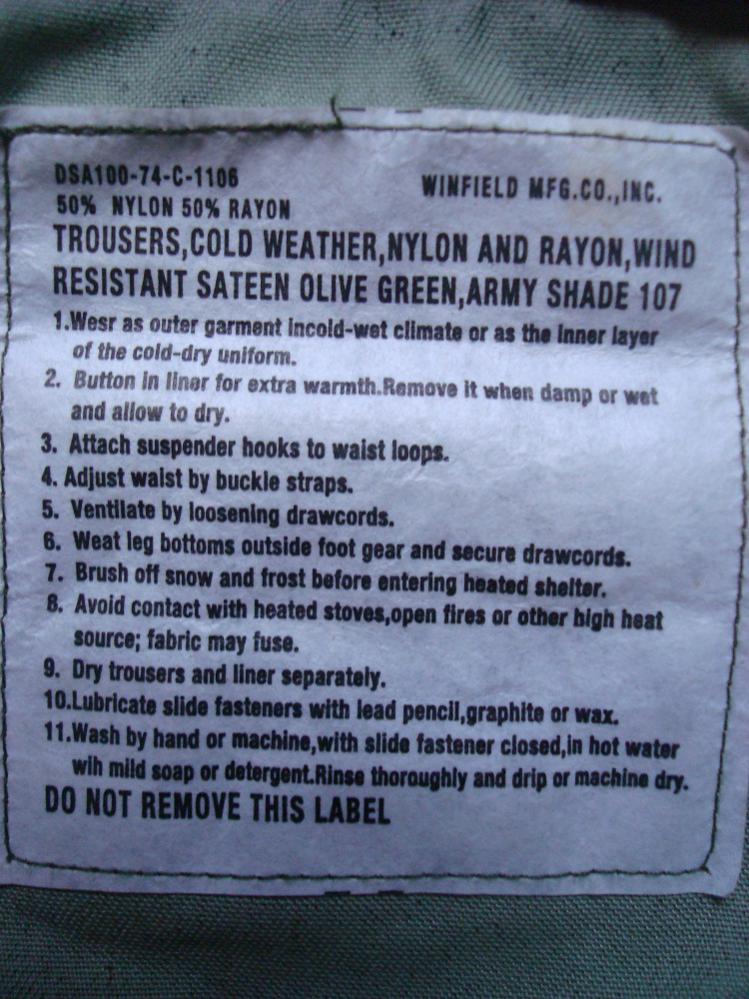 DSA100-74-C-1106
WINFIELD MFG.CO.,INC.
50% NYLON 50% RAYON
TROUSERS,COLD WEATHER,NYLON AND RAYON,WIND
RESISTANT SATEEN OLIVE GREEN,ARMY SHADE 107
1.Wesr as outer garment incold-wet climate or as the inner layer
of the cold-dry uniform.
2. Button in liner for extra warmth.Remove it when damp or wet
and allow to dry.
3. Attach suspender hooks to waist loops.
4. Adjust waist by buckle straps.
5. Ventilate by loosening drawcords.
6. Weat leg bottoms outside foot gear and secure drawcords.
7. Brush off snow and frost before entering heated shelter.
8. Avoid contact with heated stoves,open fires or other high heat
source; fabric may fuse.
9. Dry trousers and liner separately.
10.Lubricate slide fasteners with lead pencil,graphite or wax.
11.Wash by hand or machine,with slide fastener closed,in hot water
wih mild soap or detergent.Rinse thoroughly and drip or machine dry.
DO NOT REMOVE THIS LABEL